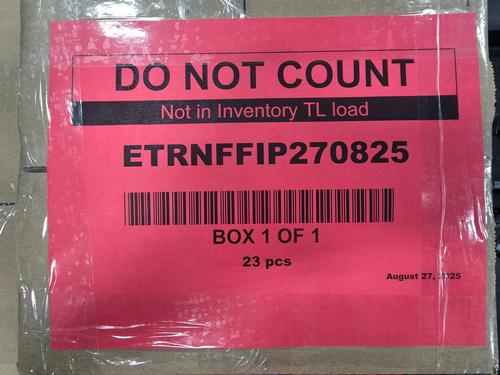 DO NOT COUNT
Not in Inventory TL load
ETRNFFIP270825
BOX 1 OF 1
23 pcs
August 27, 2025